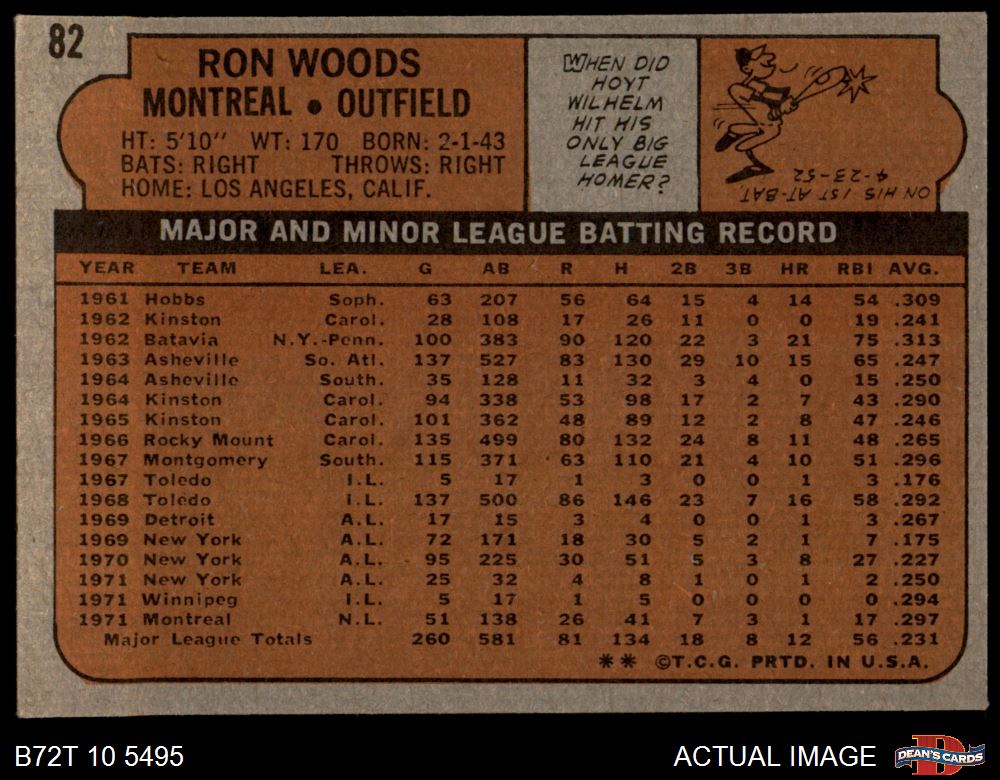 82
RON WOODS
MONTREAL • OUTFIELD
HT: 5'10" WT: 170 BORN: 2-1-43
BATS: RIGHT THROWS: RIGHT
HOME: LOS ANGELES, CALIF.
WHEN DID
HOYT
WILHELM
HIT HIS
ONLY BIG
LEAGUE
HOMER?
ON HIS 1ST AT-BAT
4-23-52
MAJOR AND MINOR LEAGUE BATTING RECORD
YEAR TEAM LEA. G AB R H 2B 3B HR RBI AVG.
1961 Hobbs Soph. 63 207 56 64 15 4 14 54 .309
1962 Kinston Carol. 28 108 17 26 11 0 0 19 .241
1962 Batavia N.Y.-Penn. 100 383 90 120 22 3 21 75 .313
1963 Asheville So. Atl. 137 527 83 130 29 10 15 65 .247
1964 Asheville South. 35 128 11 32 3 4 0 15 .250
1964 Kinston Carol. 94 338 53 98 17 2 7 43 .290
1965 Kinston Carol. 101 362 48 89 12 2 8 47 .246
1966 Rocky Mount Carol. 135 499 80 132 24 8 11 48 .265
1967 Montgomery South. 115 371 63 110 21 4 10 51 .296
1967 Toledo I.L. 5 17 1 3 0 0 1 3 .176
1968 Toledo I.L. 137 500 86 146 23 7 16 58 .292
1969 Detroit A.L. 17 15 3 4 0 0 1 3 .267
1969 New York A.L. 72 171 18 30 5 2 1 7 .175
1970 New York A.L. 95 225 30 51 5 3 8 27 .227
1971 New York A.L. 25 32 4 8 1 0 1 2 .250
1971 Winnipeg I.L. 5 17 1 5 0 0 0 0 .294
1971 Montreal N.L. 51 138 26 41 7 3 1 17 .297
Major League Totals 260 581 81 134 18 8 12 56 .231
** ©T.C.G. PRTD. IN U.S.A.
B72T 10 5495
ACTUAL IMAGE
D
DEAN'S CARDS